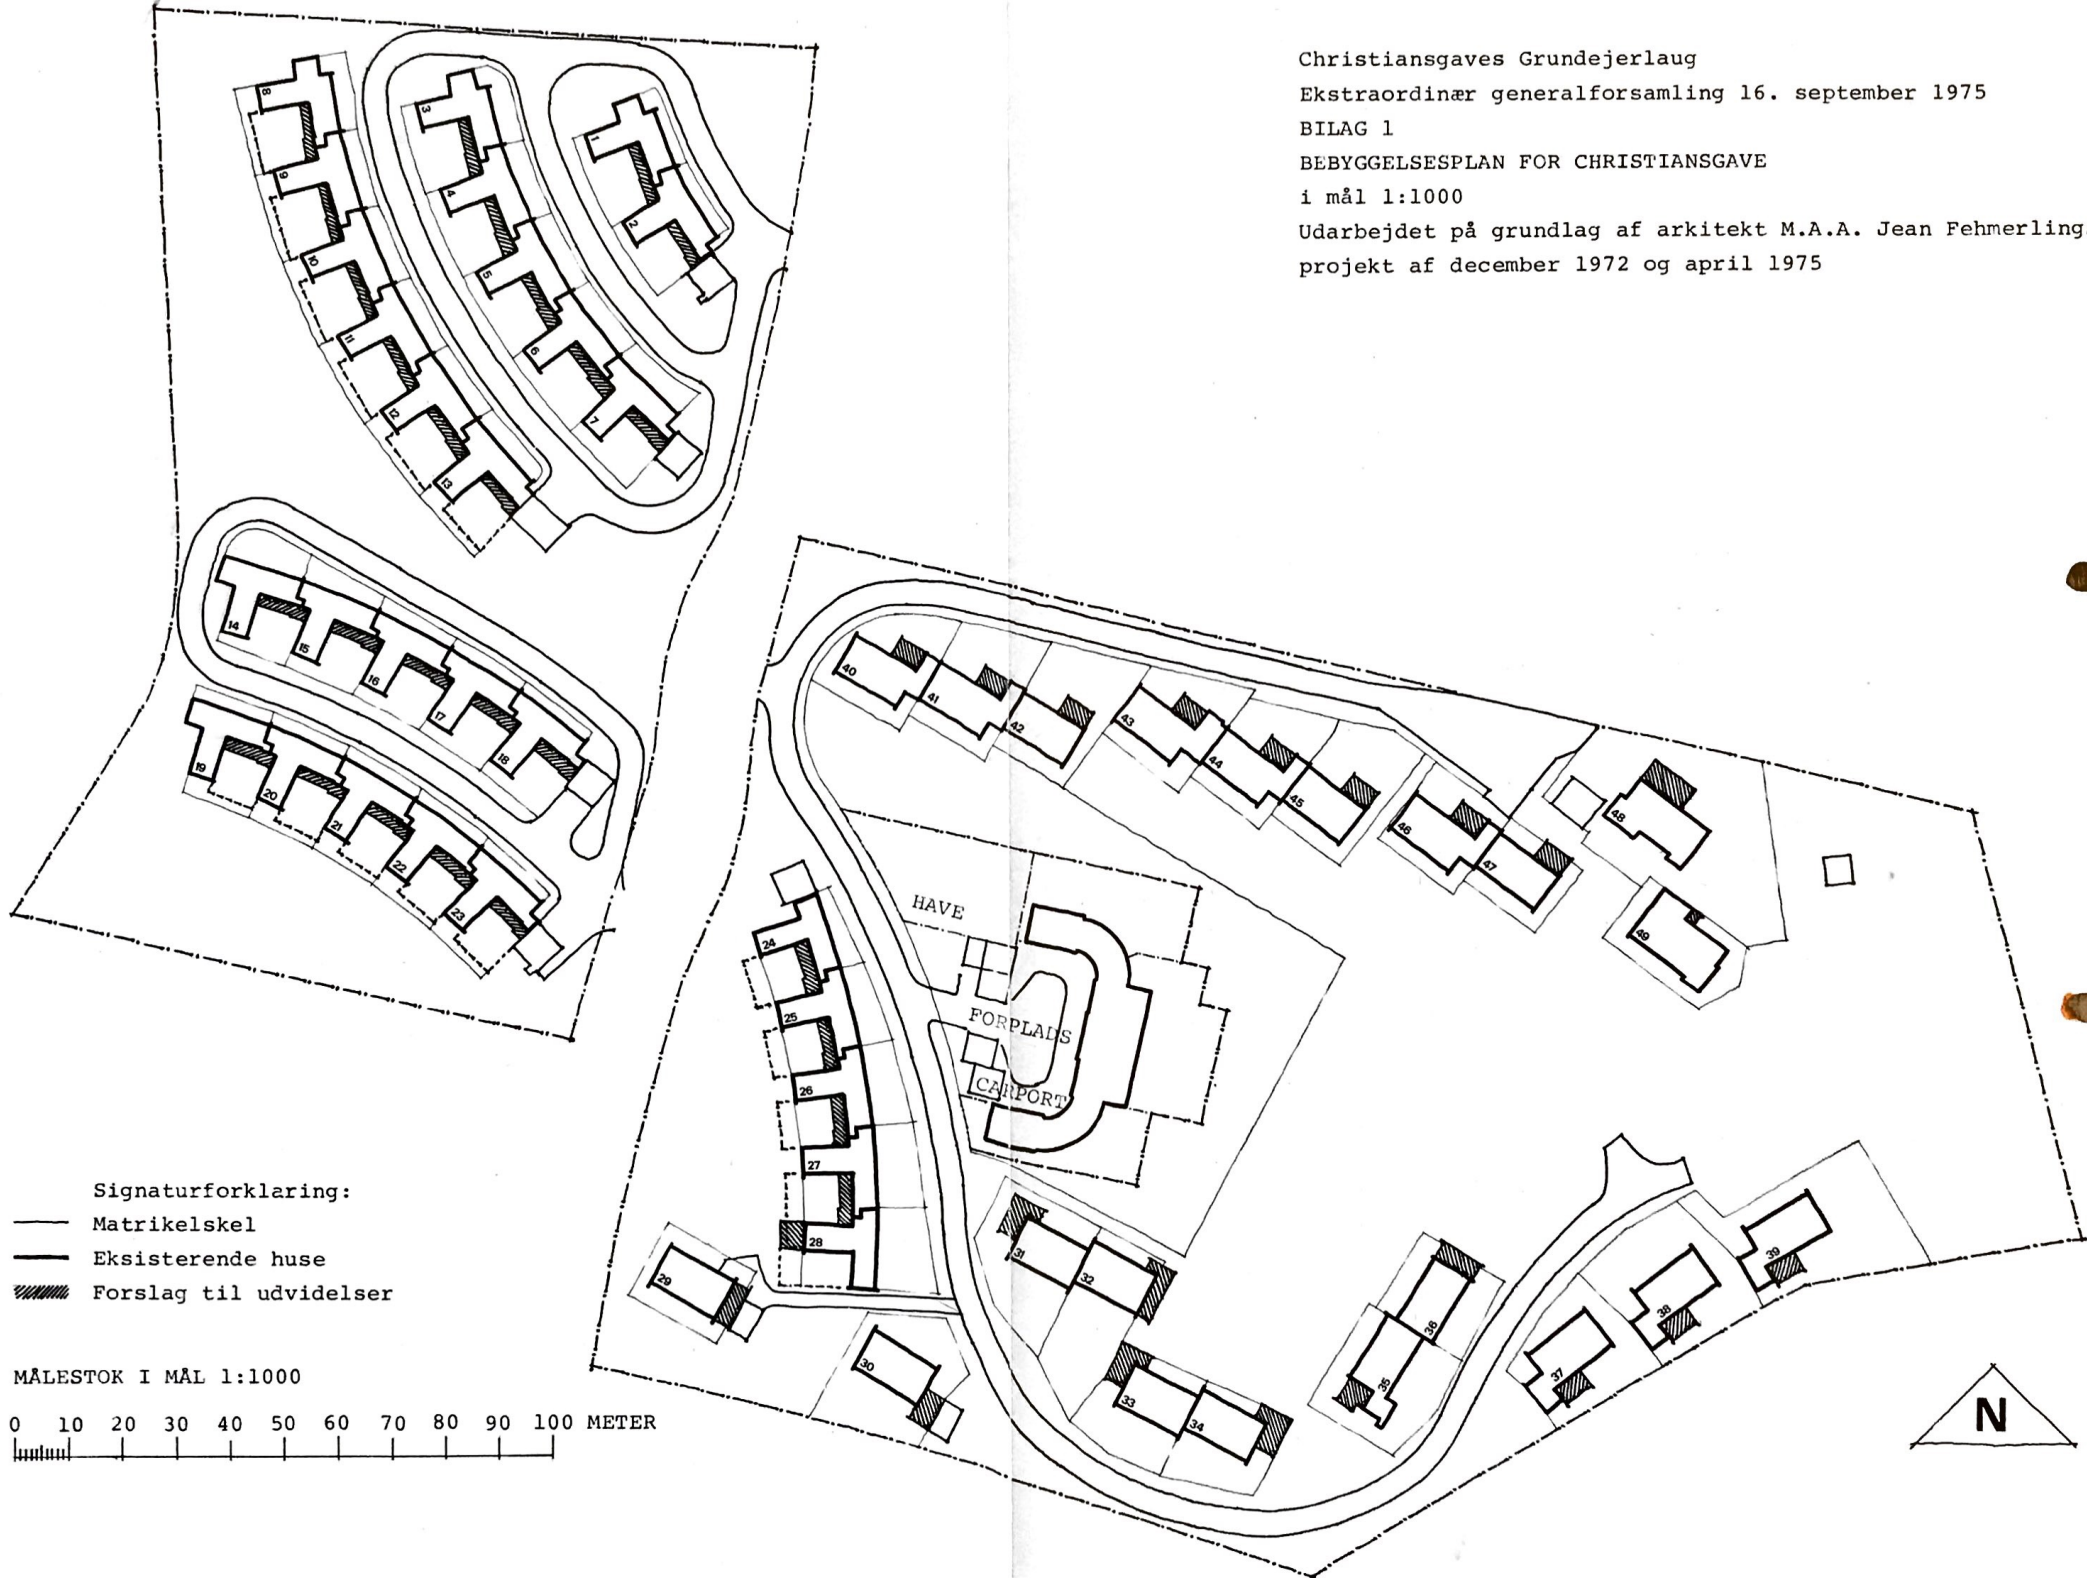 Christiansgaves Grundejerlaug
Ekstraordinær generalforsamling 16. september 1975
BILAG 1
BEBYGGELSESPLAN FOR CHRISTIANSGAVE
i mål 1:1000
Udarbejdet på grundlag af arkitekt M.A.A. Jean Fehmerling
projekt af december 1972 og april 1975
8
3
1
9
4
2
10
5
11
6
12
7
13
14
15
16
17
18
19
20
21
22
23
40
41
42
43
44
45
46
47
48
49
HAVE
24
25
FORPLADS
26
CARPORT
27
28
29
30
31
32
33
34
35
36
37
38
39
Signaturforklaring:
Matrikelskel
Eksisterende huse
Forslag til udvidelser
MÅLESTOK I MÅL 1:1000
0 10 20 30 40 50 60 70 80 90 100 METER
N